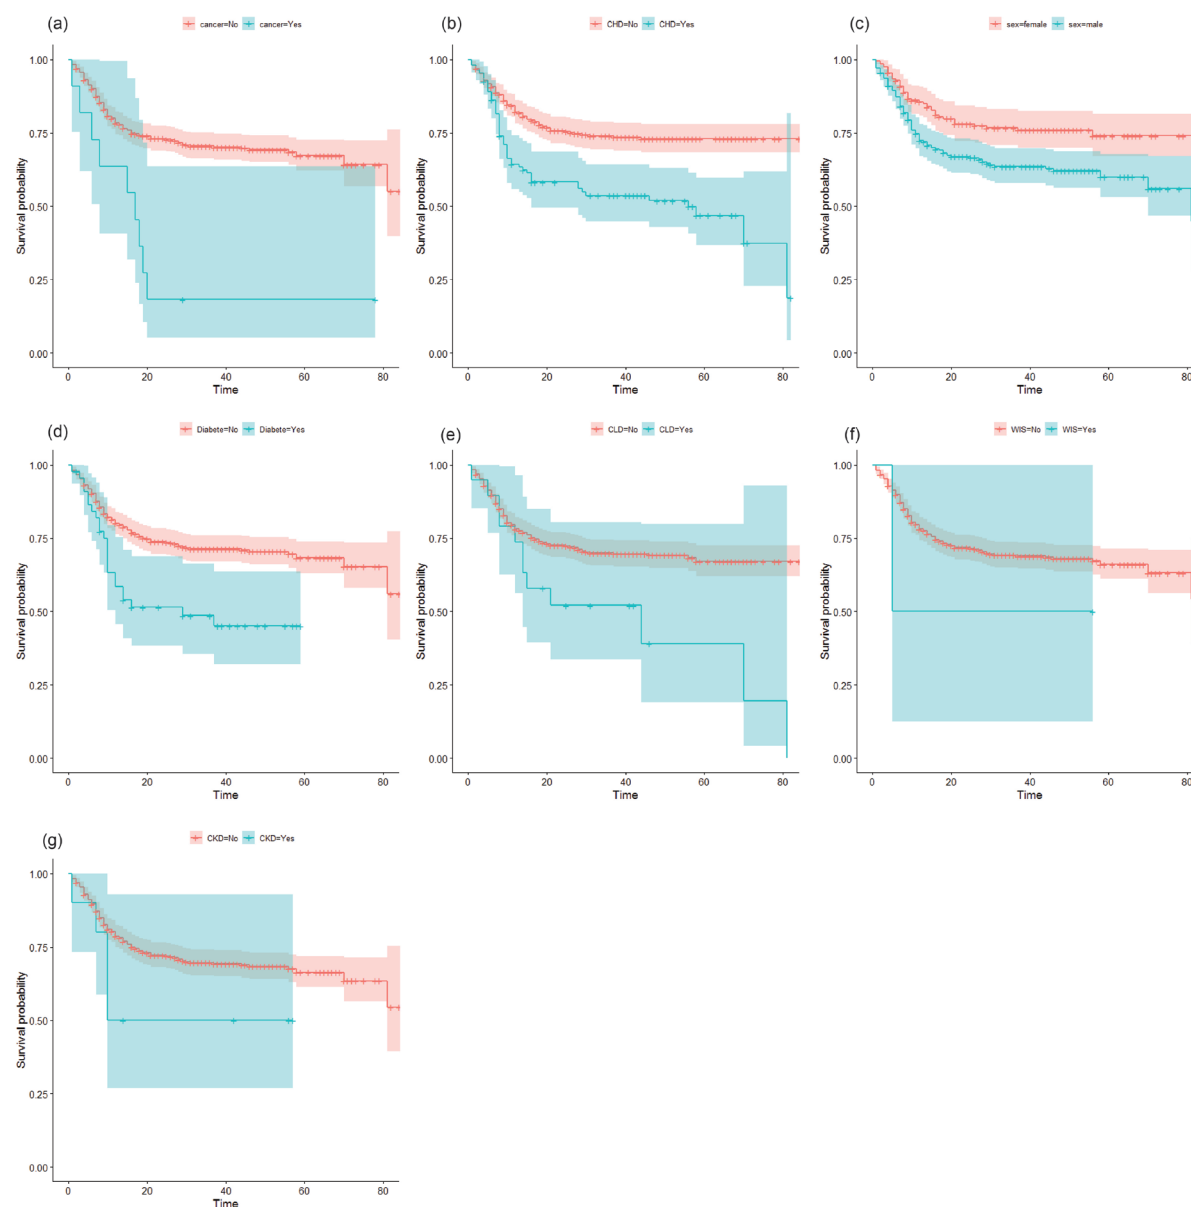 (a) cancer=No cancer=Yes
1.00
0.75
0.50
0.25
0.00
Survival probability
0 20 40 60 80
Time
(b) CHD=No CHD=Yes
1.00
0.75
0.50
0.25
0.00
Survival probability
0 20 40 60 80
Time
(c) sex=female sex=male
1.00
0.75
0.50
0.25
0.00
Survival probability
0 20 40 60 80
Time
(d) Diabete=No Diabete=Yes
1.00
0.75
0.50
0.25
0.00
Survival probability
0 20 40 60 80
Time
(e) CLD=No CLD=Yes
1.00
0.75
0.50
0.25
0.00
Survival probability
0 20 40 60 80
Time
(f) WIS=No WIS=Yes
1.00
0.75
0.50
0.25
0.00
Survival probability
0 20 40 60 80
Time
(g) CKD=No CKD=Yes
1.00
0.75
0.50
0.25
0.00
Survival probability
0 20 40 60 80
Time